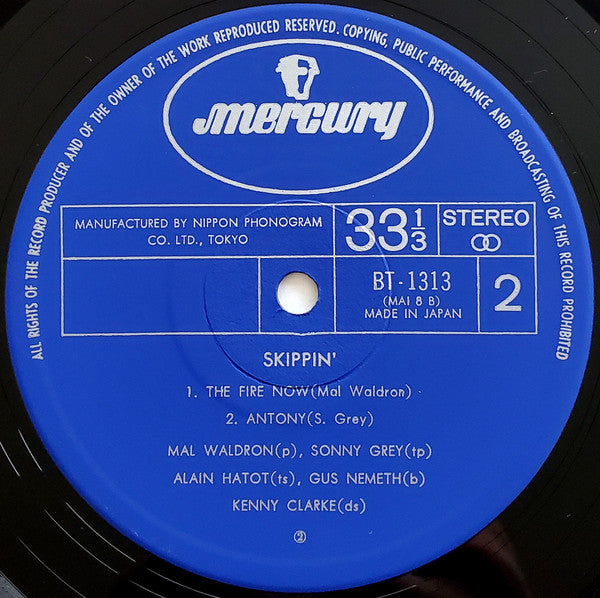 ALL RIGHTS OF THE RECORD PRODUCER AND OF THE OWNER OF THE WORK REPRODUCED RESERVED. COPYING, PUBLIC PERFORMANCE AND BROADCASTING OF THIS RECORD PROHIBITED
mercury
MANUFACTURED BY NIPPON PHONOGRAM
CO. LTD., TOKYO
33 1/3
STEREO
BT-1313
(MAI 8 B)
MADE IN JAPAN
2
SKIPPIN'
1. THE FIRE NOW(Mal Waldron)
2. ANTONY(S. Grey)
MAL WALDRON(p), SONNY GREY(tp)
ALAIN HATOT(ts), GUS NEMETH(b)
KENNY CLARKE(ds)
②